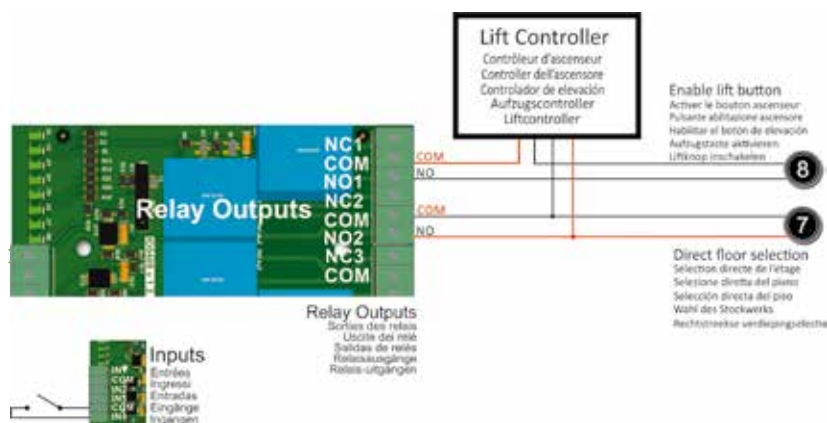 Lift Controller
Contrôleur d'ascenseur
Controller dell'ascensore
Controlador de elevación
Aufzugscontroller
Liftcontroller
Enable lift button
Activer le bouton ascenseur
Pulsante abilitazione ascensore
Habilitar el botón de elevación
Aufzugstaste aktivieren
Liftknop inschakelen
NC1
COM
NO1
NC2
COM
NO2
NC3
COM
COM
NO
COM
NO
8
7
Relay Outputs
Direct floor selection
Sélection directe de l'étage
Selezione diretta del piano
Selección directa del piso
Wahl des Stockwerks
Rechtstreekse verdiepingselectie
Relay Outputs
Sorties des relais
Uscite dei relè
Salidas de relés
Relaisausgänge
Relais-uitgangen
Inputs
Entrées
Ingressi
Entradas
Eingänge
Ingangen
COM
COM